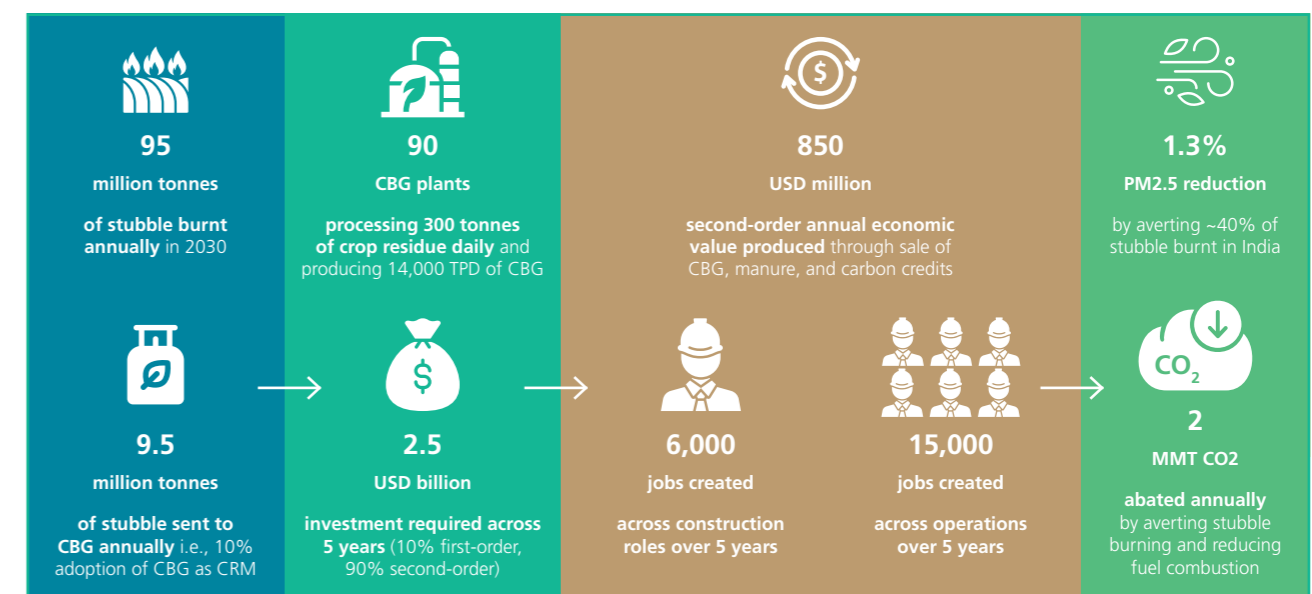 95
million tonnes
of stubble burnt
annually in 2030
9.5
million tonnes
of stubble sent to
CBG annually i.e., 10%
adoption of CBG as CRM
90
CBG plants
processing 300 tonnes
of crop residue daily and
producing 14,000 TPD of CBG
$
2.5
USD billion
investment required across
5 years (10% first-order,
90% second-order)
$
850
USD million
second-order annual economic
value produced through sale of
CBG, manure, and carbon credits
6,000
jobs created
across construction
roles over 5 years
15,000
jobs created
across operations
over 5 years
1.3%
PM2.5 reduction
by averting ~40% of
stubble burnt in India
CO2
2
MMT CO2
abated annually
by averting stubble
burning and reducing
fuel combustion